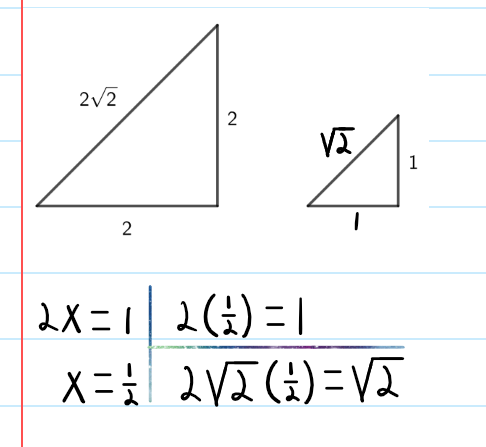 2√2
2
2
√2
1
1
2x = 1
2(1/2) = 1
x = 1/2
2√2(1/2) = √2